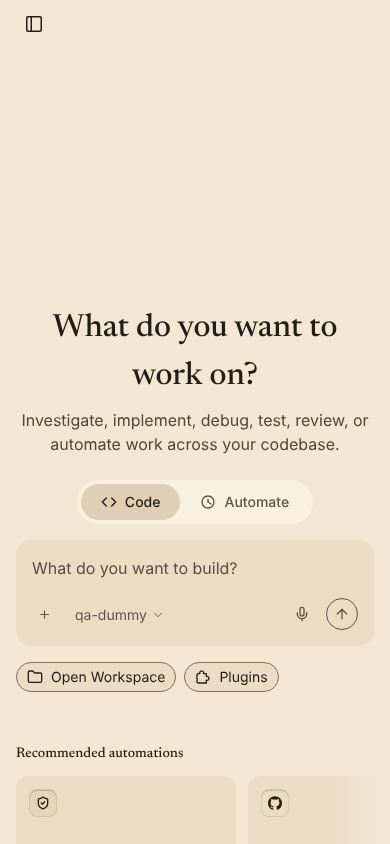 What do you want to
work on?
Investigate, implement, debug, test, review, or
automate work across your codebase.
Code
Automate
What do you want to build?
qa-dummy
Open Workspace
Plugins
Recommended automations